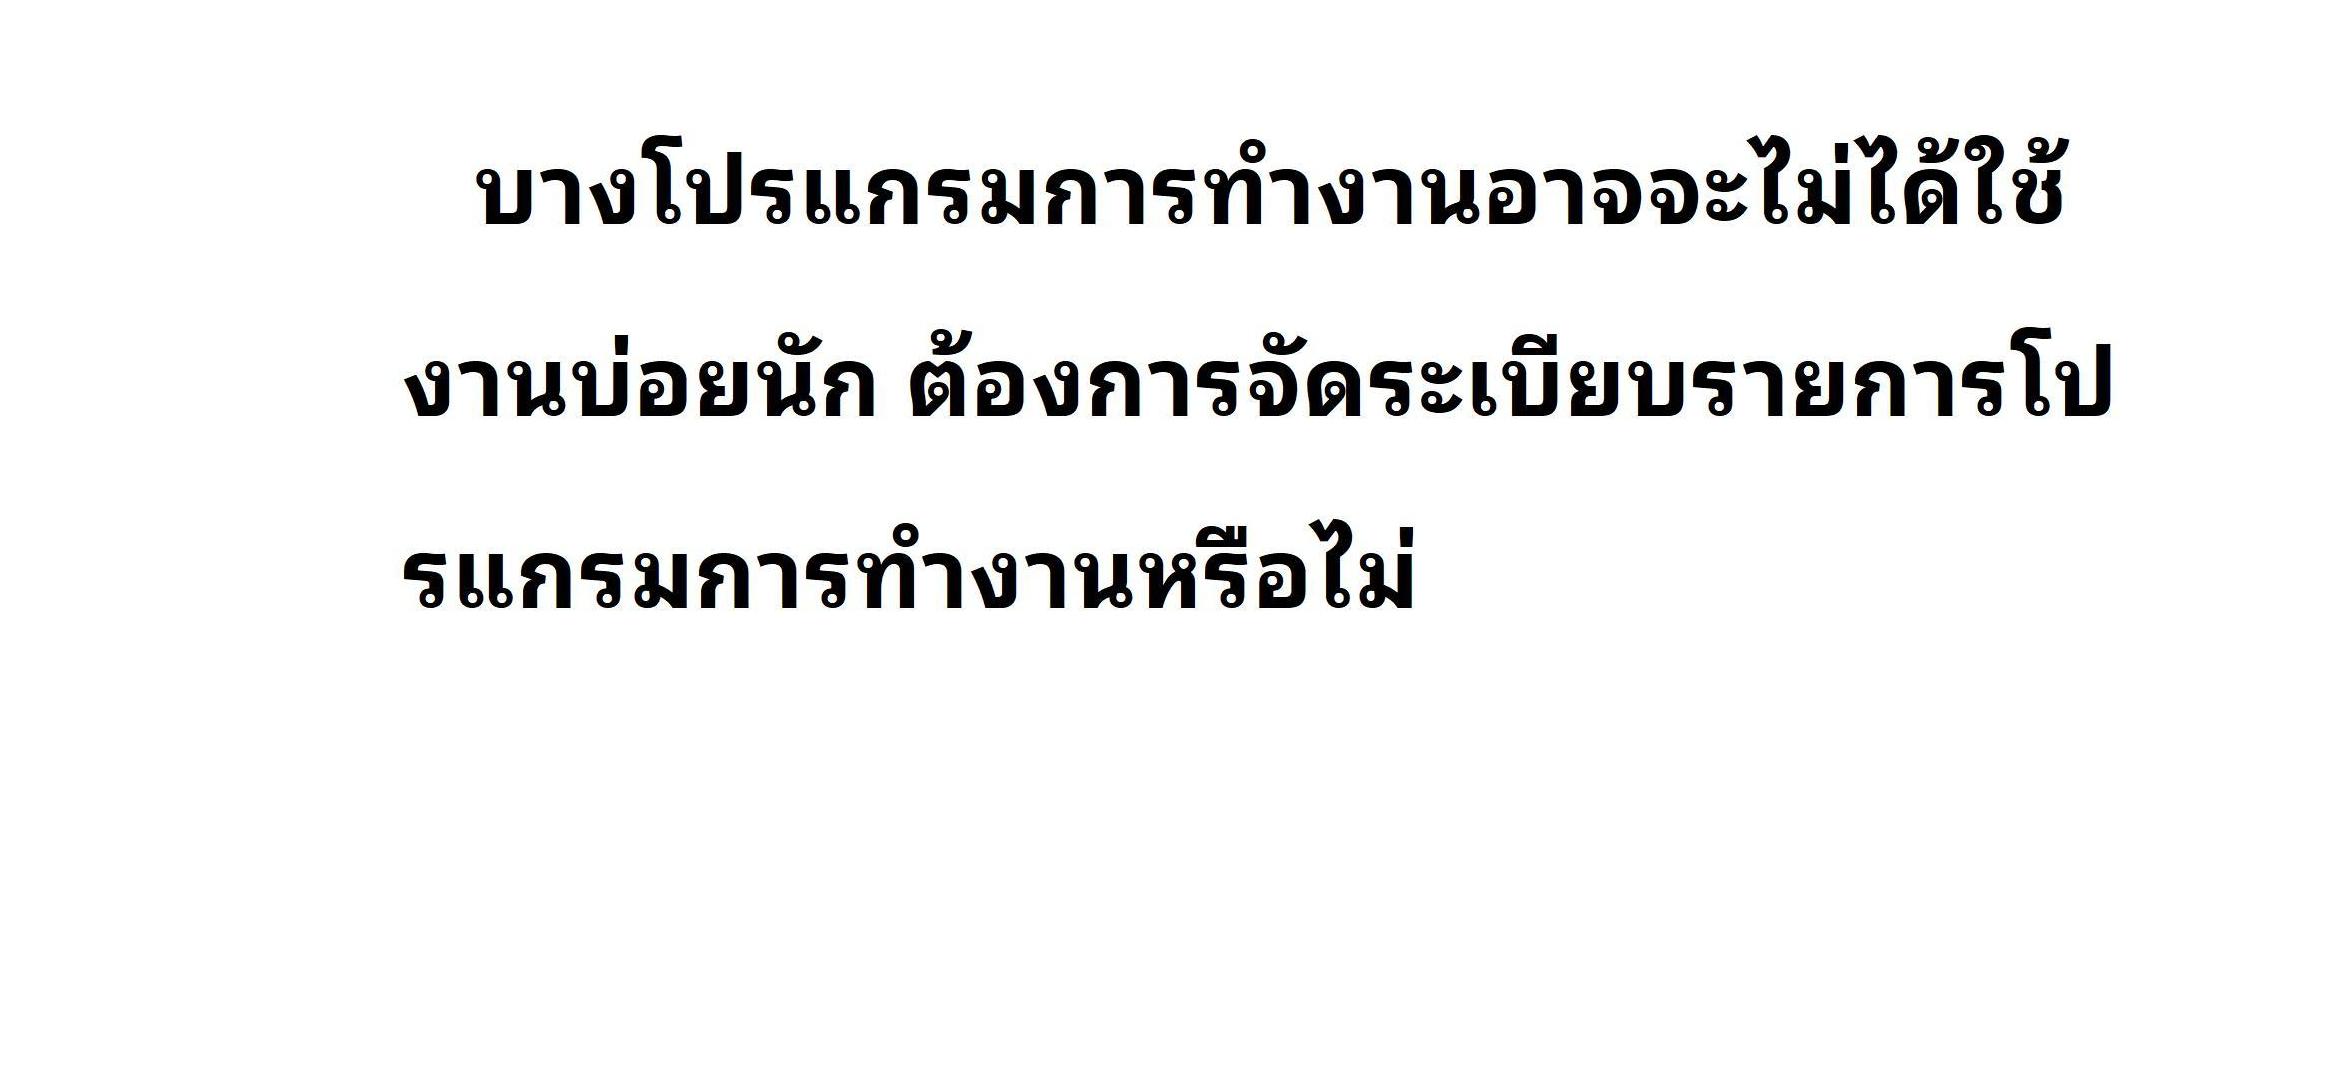 บางโปรแกรมการทำงานอาจจะไม่ได้ใช้
งานบ่อยนัก ต้องการจัดระเบียบรายการโป
รแกรมการทำงานหรือไม่